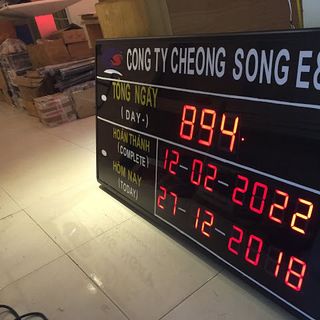 CÔNG TY CHEONG SONG E&
TỔNG NGÀY
(DAY-)
894
HOÀN THÀNH
(COMPLETE)
12-02-2022
HÔM NAY
(TODAY)
27-12-2018